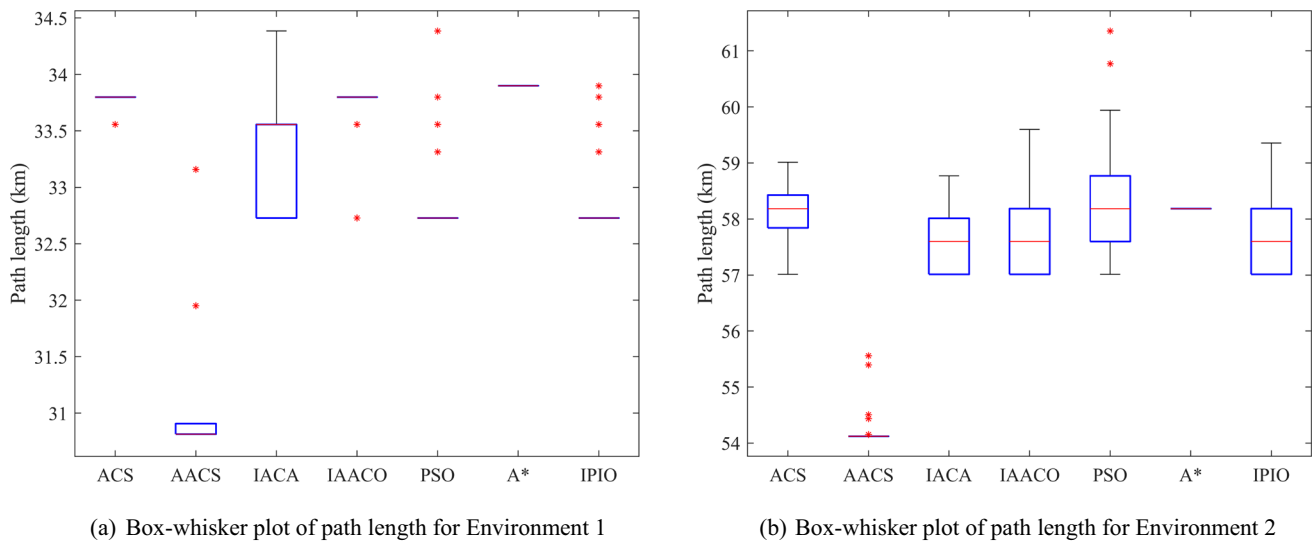 34.5
34
33.5
33
32.5
32
31.5
31
Path length (km)
ACS AACS IACA IAACO PSO A* IPIO
(a) Box-whisker plot of path length for Environment 1
61
60
59
58
57
56
55
54
Path length (km)
ACS AACS IACA IAACO PSO A* IPIO
(b) Box-whisker plot of path length for Environment 2